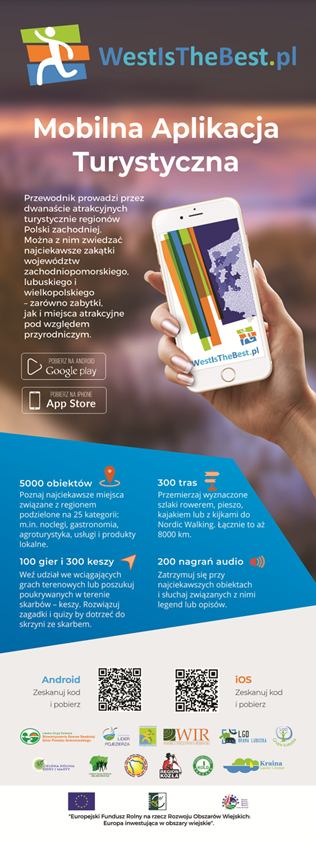 WestIsTheBest.pl
Mobilna Aplikacja
Turystyczna
Przewodnik prowadzi przez
dwanaście atrakcyjnych
turystycznie regionów
Polski zachodniej.
Można z nim zwiedzać
najciekawsze zakątki
województw
zachodniopomorskiego,
lubuskiego i
wielkopolskiego
– zarówno zabytki,
jak i miejsca atrakcyjne
pod względem
przyrodniczym.
WestIsTheBest.pl
POBIERZ NA ANDROID
Google play
POBIERZ NA IPHONE
App Store
5000 obiektów
Poznaj najciekawsze miejsca
związane z regionem
podzielone na 25 kategorii:
m.in. noclegi, gastronomia,
agroturystyka, usługi i produkty
lokalne.
300 tras
Przemierzaj wyznaczone
szlaki rowerem, pieszo,
kajakiem lub z kijkami do
Nordic Walking. Łącznie to aż
8000 km.
100 gier i 300 keszy
Weź udział we wciągających
grach terenowych lub poszukuj
poukrywanych w terenie
skarbów – keszy. Rozwiązuj
zagadki i quizy by dotrzeć do
skrzyni ze skarbem.
200 nagrań audio
Zatrzymuj się przy
najciekawszych obiektach
i słuchaj związanych z nimi
legend lub opisów.
Android
Zeskanuj kod
i pobierz
iOS
Zeskanuj kod
i pobierz
LIDER
POJEZIERZA
WIR
LGD
BRAMA LUBUSKA
REGION
KOZŁA
Kraina
"Europejski Fundusz Rolny na rzecz Rozwoju Obszarów Wiejskich:
Europa inwestująca w obszary wiejskie".